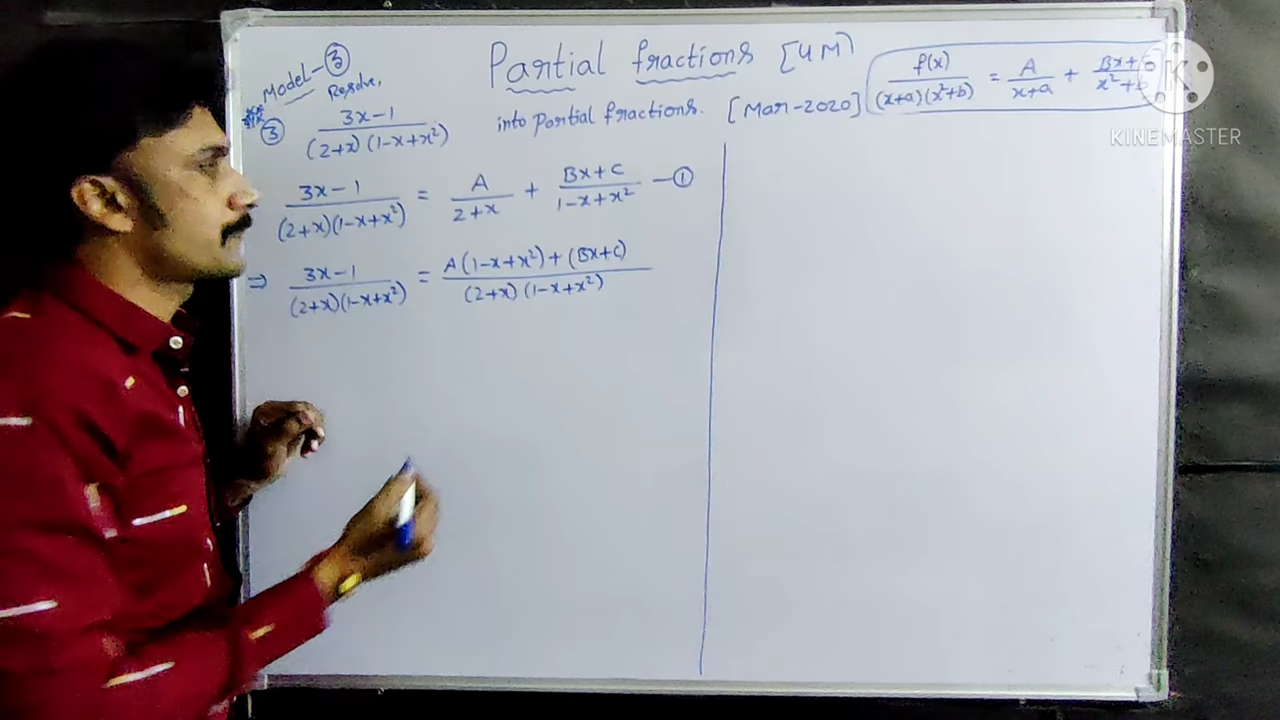 Model-③
Partial fractions [4M]
f(x)/(x+a)(x²+b) = A/x+a + Bx+C/x²+b
Resolve,
③ 3x-1/(2+x)(1-x+x²) into partial fractions. [Mar-2020]
3x-1/(2+x)(1-x+x²) = A/2+x + Bx+C/1-x+x² —①
⇒ 3x-1/(2+x)(1-x+x²) = A(1-x+x²)+(Bx+C)/(2+x)(1-x+x²)
K
KINEMASTER